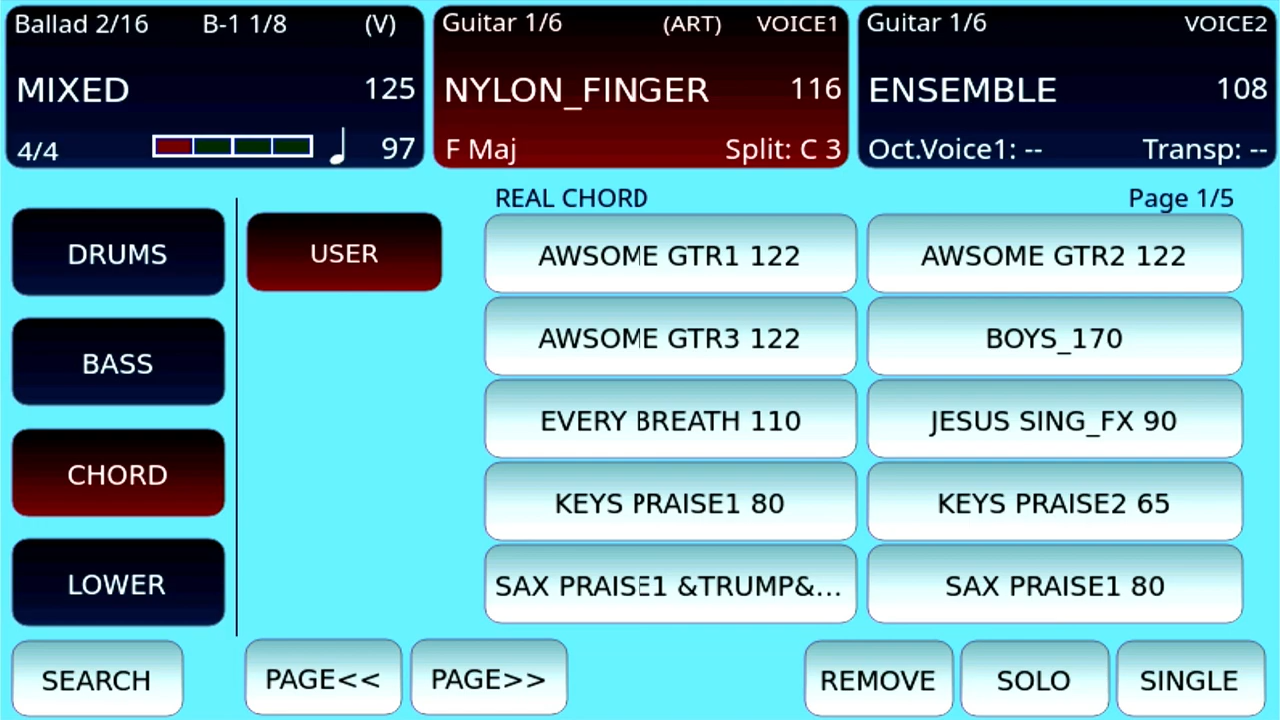 Ballad 2/16 B-1 1/8 (V)
MIXED 125
4/4 97
Guitar 1/6 (ART) VOICE1
NYLON_FINGER 116
F Maj Split: C 3
Guitar 1/6 VOICE2
ENSEMBLE 108
Oct.Voice1: -- Transp: --
DRUMS
BASS
CHORD
LOWER
USER
REAL CHORD Page 1/5
AWSOME GTR1 122 AWSOME GTR2 122
AWSOME GTR3 122 BOYS_170
EVERY BREATH 110 JESUS SING_FX 90
KEYS PRAISE1 80 KEYS PRAISE2 65
SAX PRAISE1 &TRUMP&... SAX PRAISE1 80
SEARCH PAGE<< PAGE>> REMOVE SOLO SINGLE